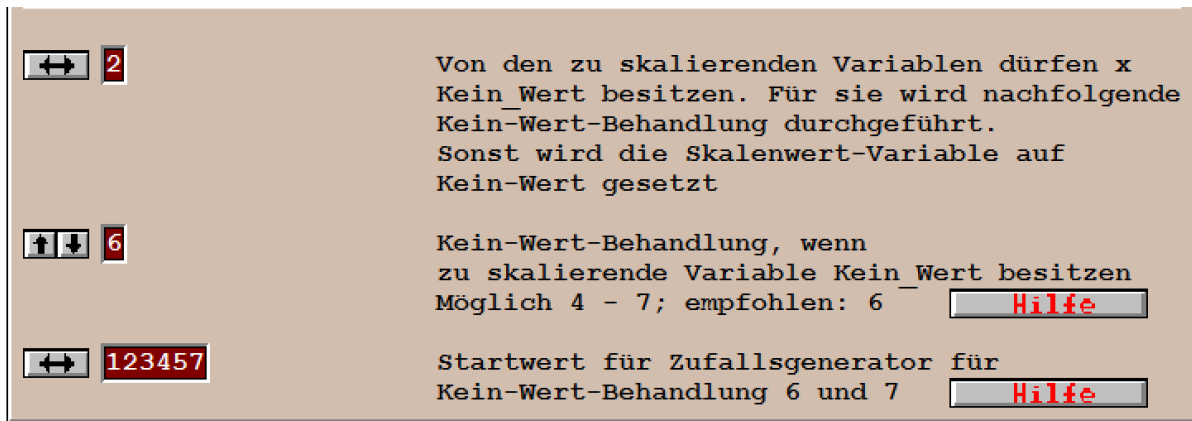 2 Von den zu skalierenden Variablen dürfen x
Kein_Wert besitzen. Für sie wird nachfolgende
Kein-Wert-Behandlung durchgeführt.
Sonst wird die Skalenwert-Variable auf
Kein-Wert gesetzt
6 Kein-Wert-Behandlung, wenn
zu skalierende Variable Kein_Wert besitzen
Möglich 4 - 7; empfohlen: 6 Hilfe
123457 Startwert für Zufallsgenerator für
Kein-Wert-Behandlung 6 und 7 Hilfe